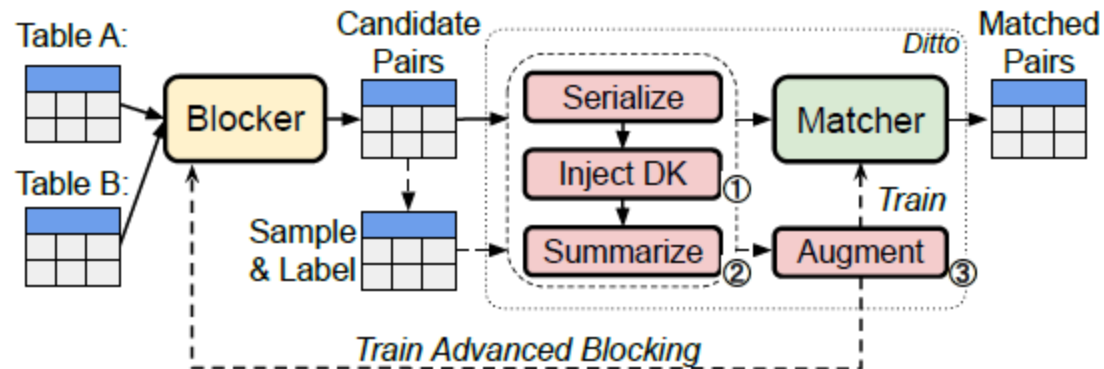 Table A:
Table B:
Blocker
Candidate
Pairs
Sample
& Label
Ditto
Serialize
Inject DK
①
Summarize
②
Matcher
Train
Augment
③
Matched
Pairs
Train Advanced Blocking